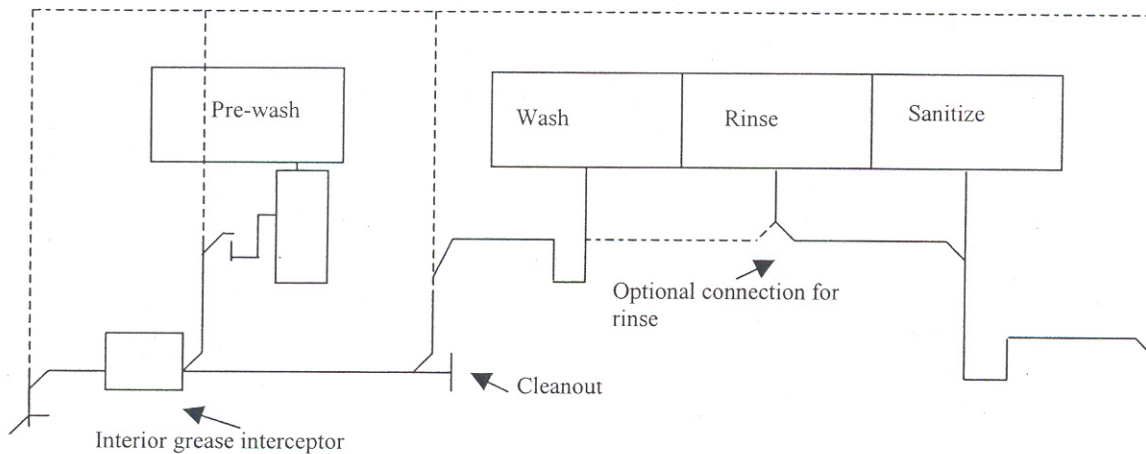 Pre-wash
Wash
Rinse
Sanitize
Optional connection for
rinse
Cleanout
Interior grease interceptor